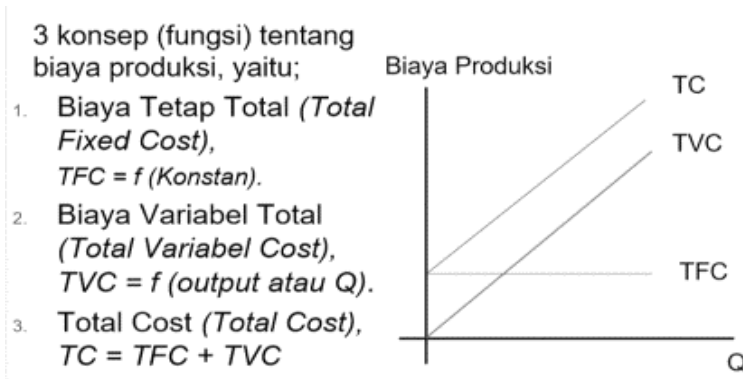 3 konsep (fungsi) tentang
biaya produksi, yaitu;
1. Biaya Tetap Total (Total
Fixed Cost),
TFC = f (Konstan).
2. Biaya Variabel Total
(Total Variabel Cost),
TVC = f (output atau Q).
3. Total Cost (Total Cost),
TC = TFC + TVC
Biaya Produksi
TC
TVC
TFC
Q